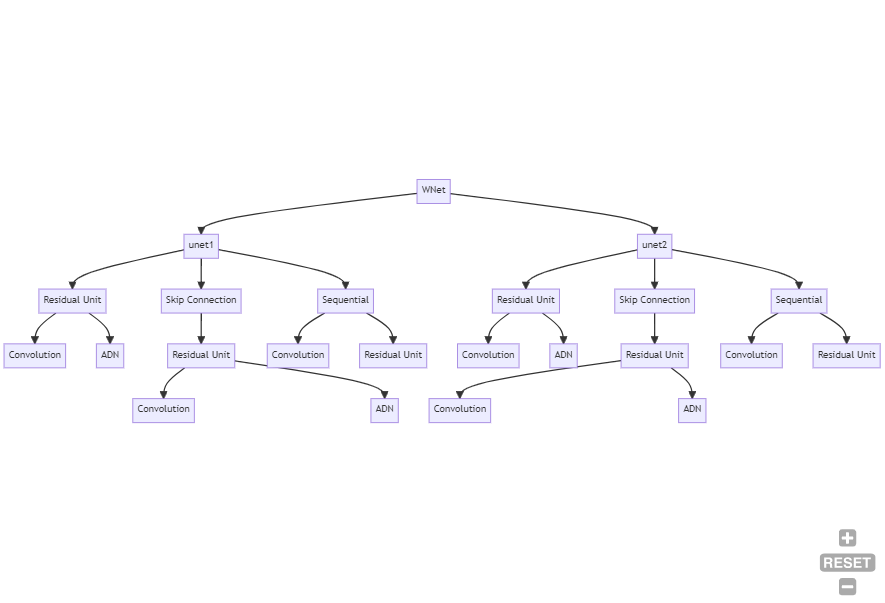 WNet
unet1
unet2
Residual Unit
Skip Connection
Sequential
Residual Unit
Skip Connection
Sequential
Convolution
ADN
Residual Unit
Convolution
Residual Unit
Convolution
ADN
Residual Unit
Convolution
Residual Unit
Convolution
ADN
Convolution
ADN
RESET